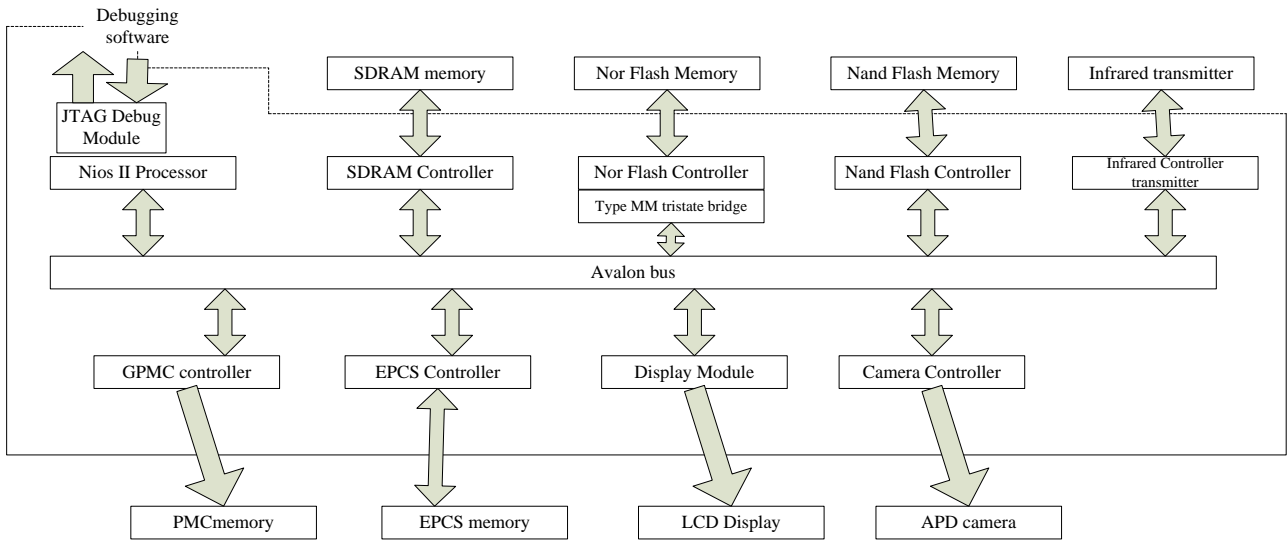 Debugging
software
SDRAM memory
Nor Flash Memory
Nand Flash Memory
Infrared transmitter
JTAG Debug
Module
Nios II Processor
SDRAM Controller
Nor Flash Controller
Nand Flash Controller
Infrared Controller
transmitter
Type MM tristate bridge
Avalon bus
GPMC controller
EPCS Controller
Display Module
Camera Controller
PMCmemory
EPCS memory
LCD Display
APD camera